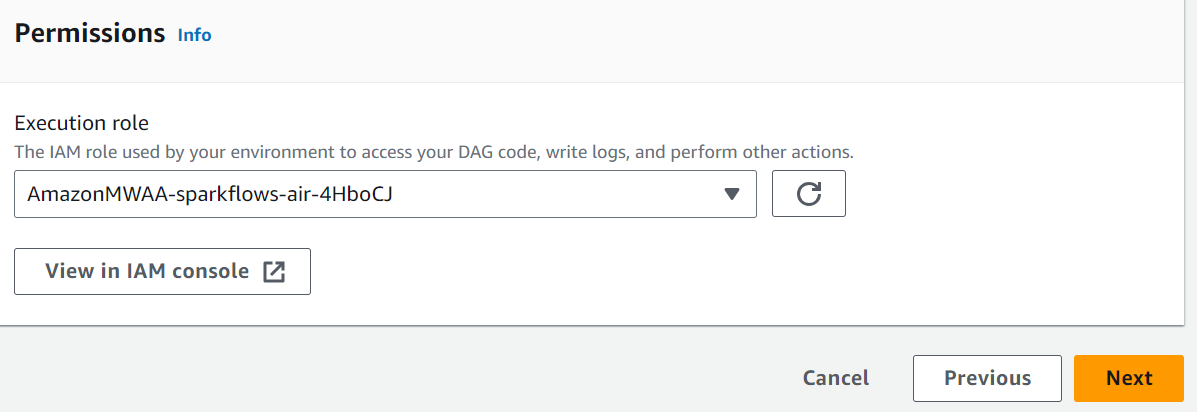 Permissions Info
Execution role
The IAM role used by your environment to access your DAG code, write logs, and perform other actions.
AmazonMWAA-sparkflows-air-4HboCJ
View in IAM console
Cancel Previous Next